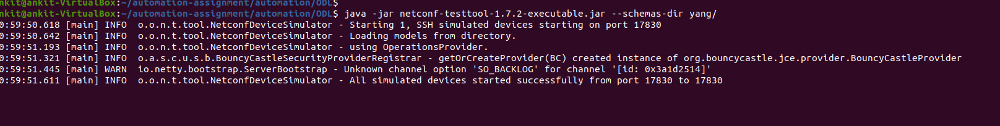 nkit@ankit-VirtualBox:~/automation-assignment/automation/ODL$
nkit@ankit-VirtualBox:~/automation-assignment/automation/ODL$ java -jar netconf-testtool-1.7.2-executable.jar --schemas-dir yang/
0:59:50.618 [main] INFO  o.o.n.t.tool.NetconfDeviceSimulator - Starting 1, SSH simulated devices starting on port 17830
0:59:50.642 [main] INFO  o.o.n.t.tool.NetconfDeviceSimulator - Loading models from directory.
0:59:51.193 [main] INFO  o.o.n.t.tool.NetconfDeviceSimulator - using OperationsProvider.
0:59:51.321 [main] INFO  o.a.s.c.u.s.b.BouncyCastleSecurityProviderRegistrar - getOrCreateProvider(BC) created instance of org.bouncycastle.jce.provider.BouncyCastleProvider
0:59:51.445 [main] WARN  io.netty.bootstrap.ServerBootstrap - Unknown channel option 'SO_BACKLOG' for channel '[id: 0x3a1d2514]'
0:59:51.611 [main] INFO  o.o.n.t.tool.NetconfDeviceSimulator - All simulated devices started successfully from port 17830 to 17830